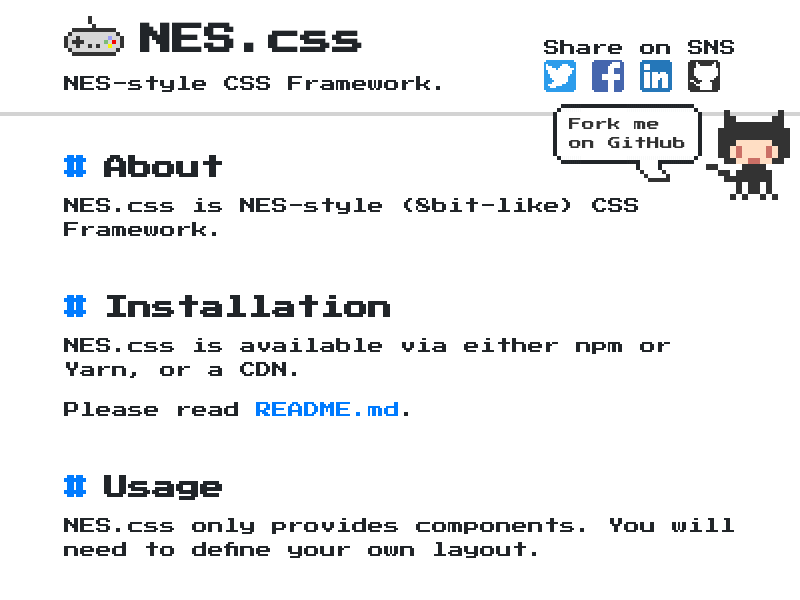 NES.css
NES-style CSS Framework.
Share on SNS
Fork me
on GitHub
# About
NES.css is NES-style (8bit-like) CSS
Framework.
# Installation
NES.css is available via either npm or
Yarn, or a CDN.
Please read README.md.
# Usage
NES.css only provides components. You will
need to define your own layout.